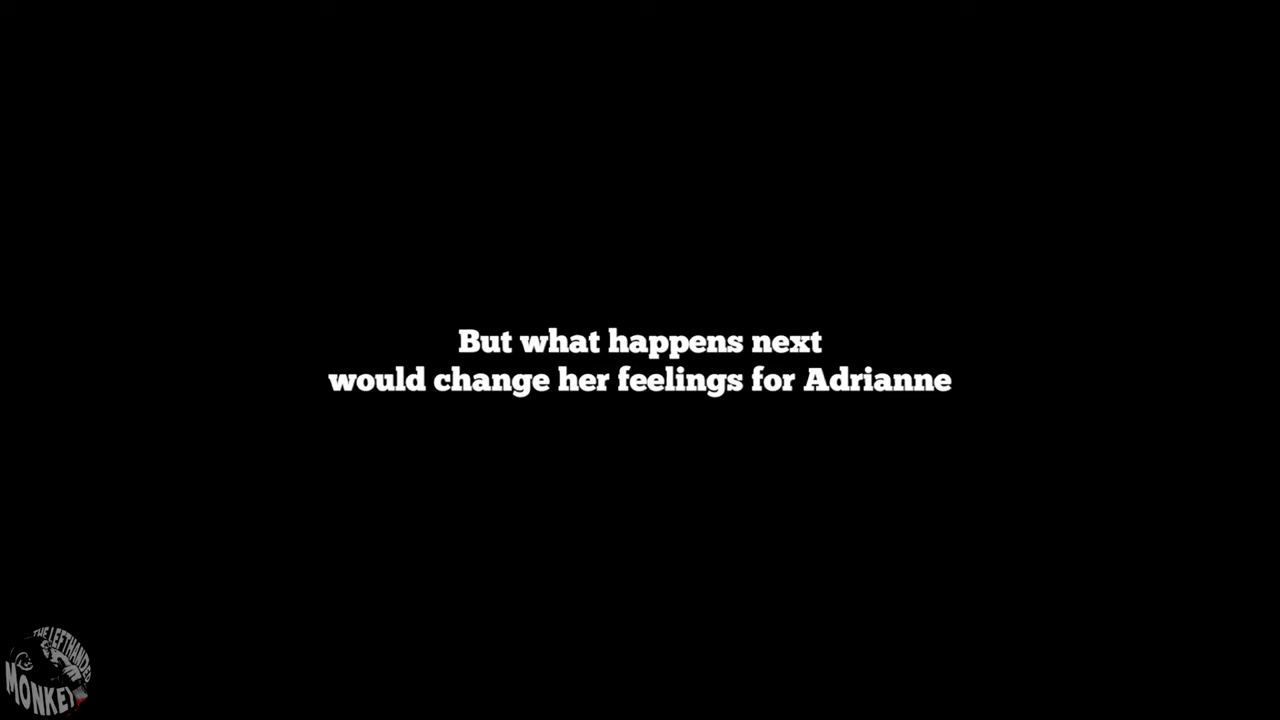 But what happens next
would change her feelings for Adrianne
THE LEFTHANDED
MONKEY